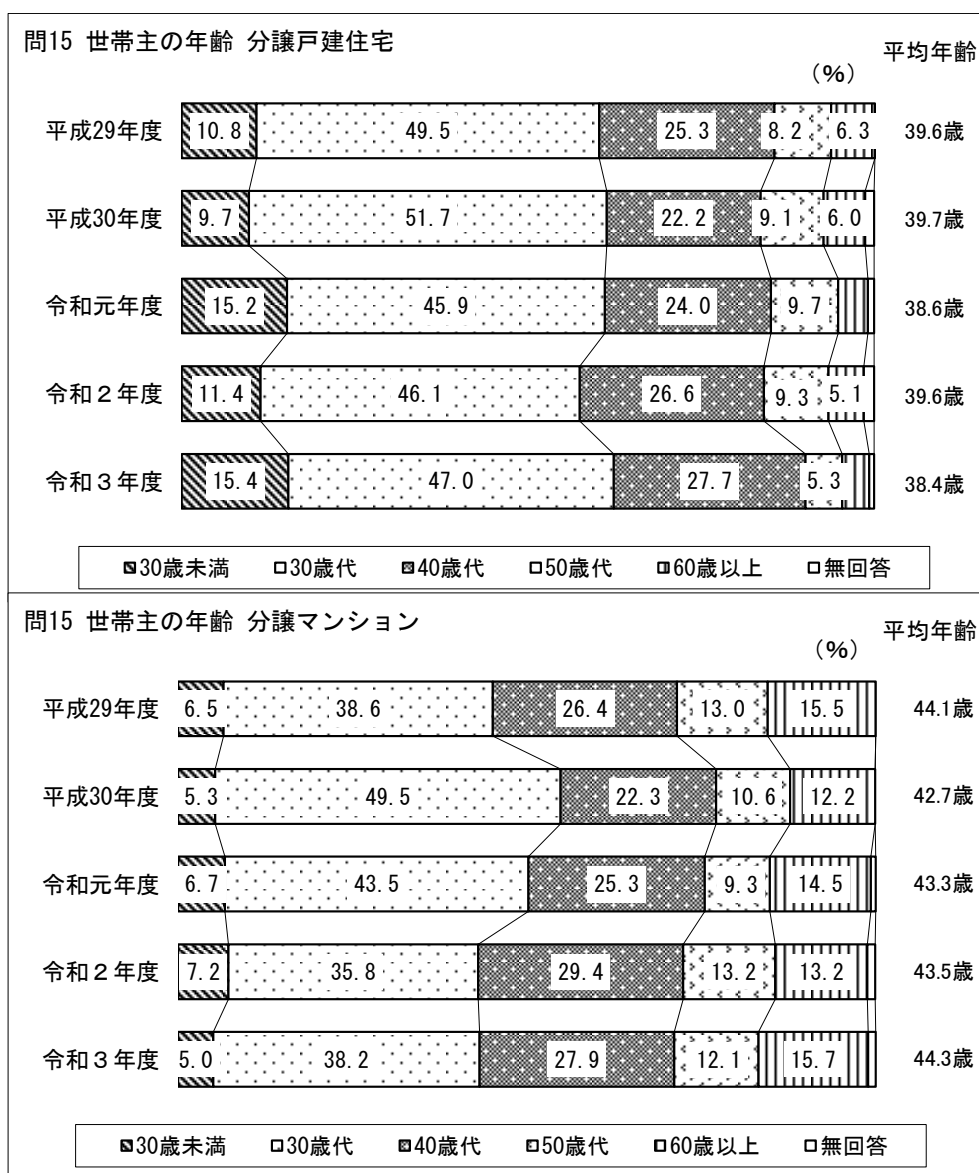 問15 世帯主の年齢 分譲戸建住宅
平均年齢
(%)
平成29年度 10.8 49.5 25.3 8.2 6.3 39.6歳
平成30年度 9.7 51.7 22.2 9.1 6.0 39.7歳
令和元年度 15.2 45.9 24.0 9.7 38.6歳
令和２年度 11.4 46.1 26.6 9.3 5.1 39.6歳
令和３年度 15.4 47.0 27.7 5.3 38.4歳
30歳未満 30歳代 40歳代 50歳代 60歳以上 無回答
問15 世帯主の年齢 分譲マンション
平均年齢
(%)
平成29年度 6.5 38.6 26.4 13.0 15.5 44.1歳
平成30年度 5.3 49.5 22.3 10.6 12.2 42.7歳
令和元年度 6.7 43.5 25.3 9.3 14.5 43.3歳
令和２年度 7.2 35.8 29.4 13.2 13.2 43.5歳
令和３年度 5.0 38.2 27.9 12.1 15.7 44.3歳
30歳未満 30歳代 40歳代 50歳代 60歳以上 無回答